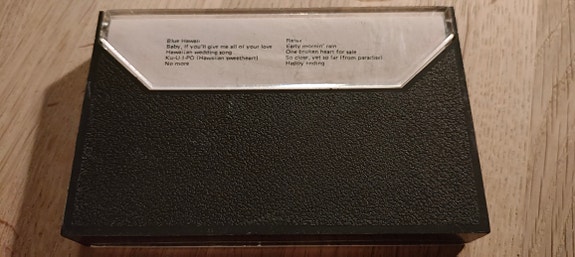 Blue Hawaii
Baby, if you'll give me all of your love
Hawaiian wedding song
Ku-U-I-PO (Hawaiian sweetheart)
No more
Relax
Early mornin' rain
One broken heart for sale
So close, yet so far (from paradise)
Happy ending